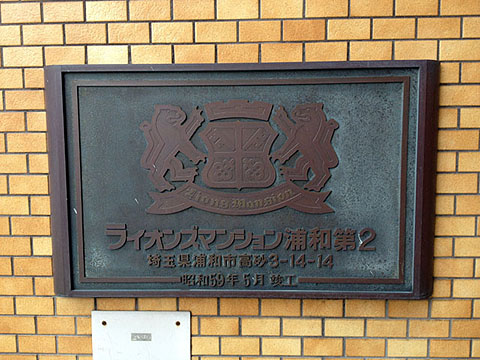 Lions Mansion
ライオンズマンション浦和第2
埼玉県浦和市高砂3-14-14
昭和59年5月 竣工